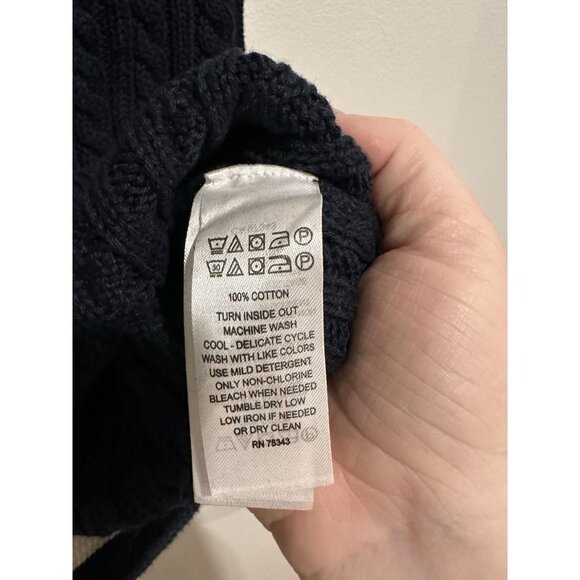 30
100% COTTON
TURN INSIDE OUT
MACHINE WASH
COOL - DELICATE CYCLE
WASH WITH LIKE COLORS
USE MILD DETERGENT
ONLY NON-CHLORINE
BLEACH WHEN NEEDED
TUMBLE DRY LOW
LOW IRON IF NEEDED
OR DRY CLEAN
RN 75343